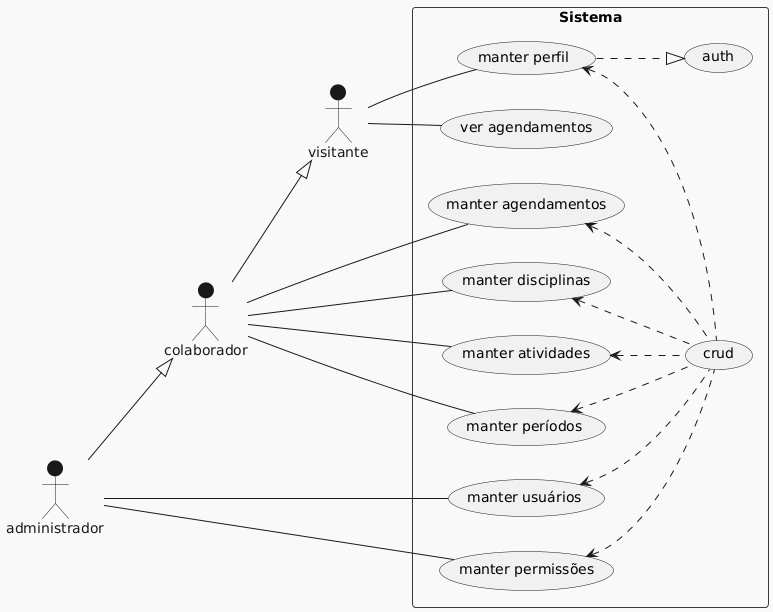 Sistema
manter perfil
auth
visitante
ver agendamentos
manter agendamentos
manter disciplinas
colaborador
manter atividades
crud
manter períodos
manter usuários
administrador
manter permissões